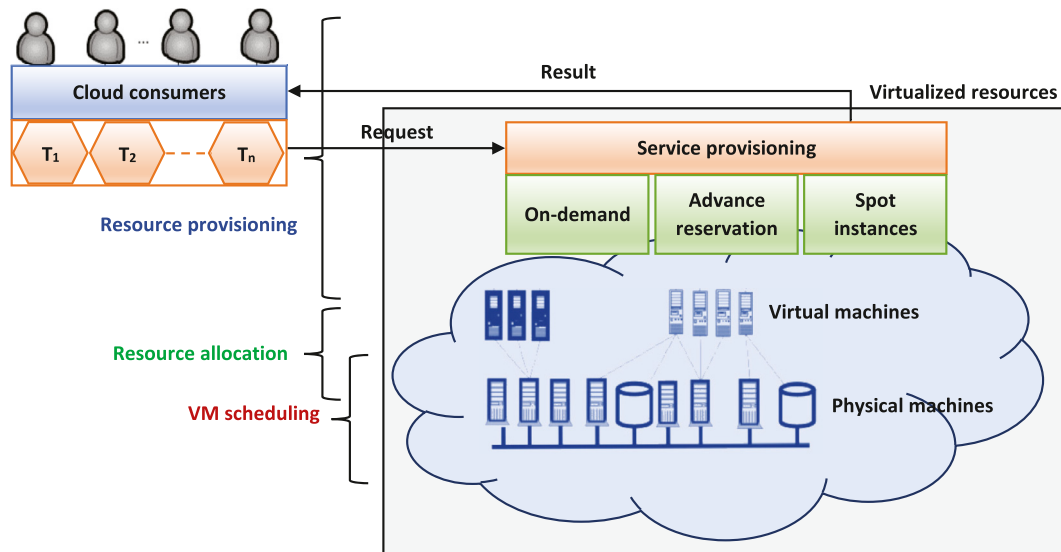 ...
Cloud consumers
T1
T2
Tn
Result
Virtualized resources
Request
Service provisioning
On-demand
Advance
reservation
Spot
instances
Resource provisioning
Virtual machines
Resource allocation
VM scheduling
Physical machines